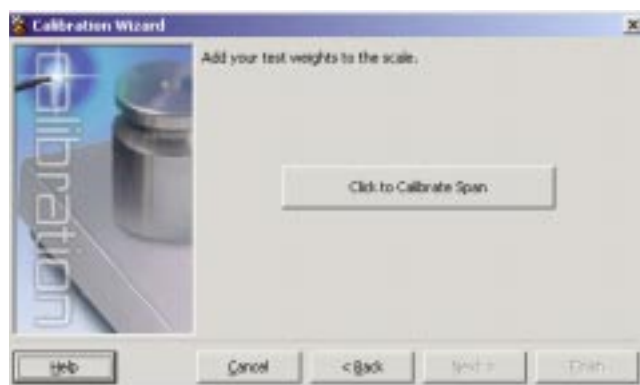 Calibration Wizard
Add your test weights to the scale.
calibration
Click to Calibrate Span
Help
Cancel
< Back
Next >
Finish